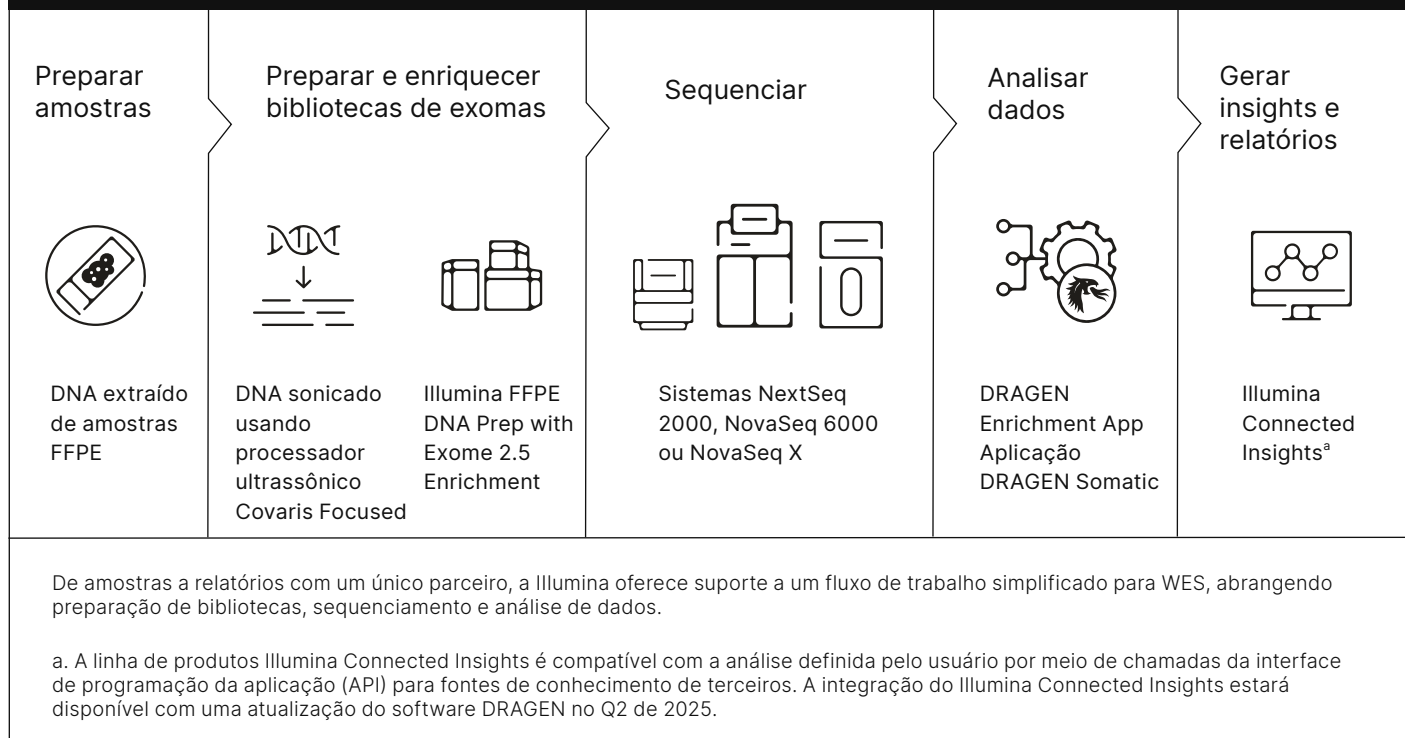 Preparar
amostras
Preparar e enriquecer
bibliotecas de exomas
Sequenciar
Analisar
dados
Gerar
insights e
relatórios
DNA extraído
de amostras
FFPE
DNA sonicado
usando
processador
ultrassônico
Covaris Focused
Illumina FFPE
DNA Prep with
Exome 2.5
Enrichment
Sistemas NextSeq
2000, NovaSeq 6000
ou NovaSeq X
DRAGEN
Enrichment App
Aplicação
DRAGEN Somatic
Illumina
Connected
Insightsᵃ
De amostras a relatórios com um único parceiro, a Illumina oferece suporte a um fluxo de trabalho simplificado para WES, abrangendo
preparação de bibliotecas, sequenciamento e análise de dados.
a. A linha de produtos Illumina Connected Insights é compatível com a análise definida pelo usuário por meio de chamadas da interface
de programação da aplicação (API) para fontes de conhecimento de terceiros. A integração do Illumina Connected Insights estará
disponível com uma atualização do software DRAGEN no Q2 de 2025.